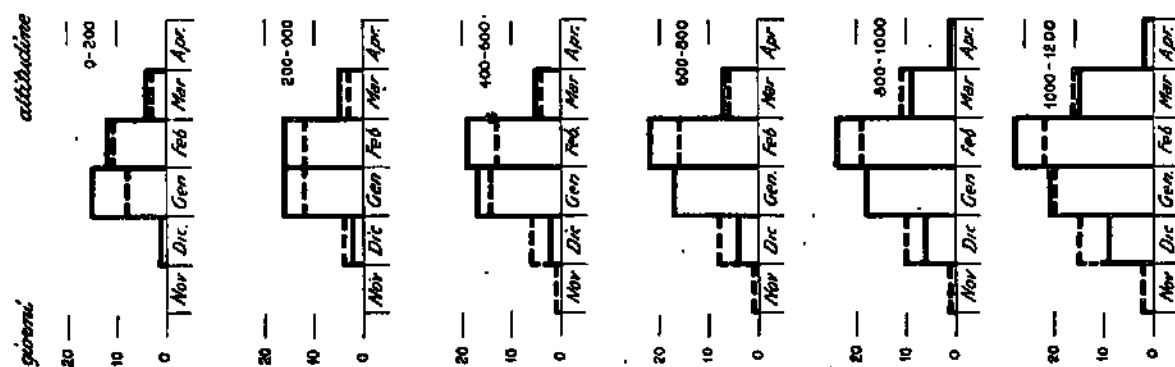 giorni altitudine
20
0-200
10
0 Nov Dic. Gen Feb Mar Apr.
20
200-000
10
0 Nov Dic Gen Feb Mar Apr.
20
400-600
10
0 Nov Dic Gen Feb. Mar Apr.
20
600-800
10
0 Nov Dic Gen. Feb Mar Apr.
20
800-1000
10
0 Nov Dic Gen Feb Mar Apr.
20 1000-1200
10
0 Nov Dic Gen. Feb Mar Apr.